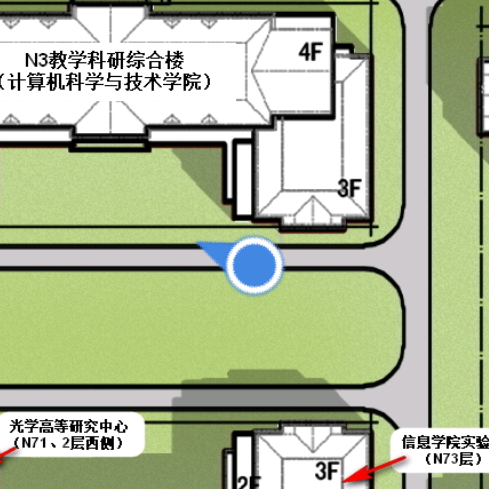 4F
N3教学科研综合楼
（计算机科学与技术学院）
3F
光学高等研究中心
（N71、2层西侧）
信息学院实验
（N73层）
3F
2F